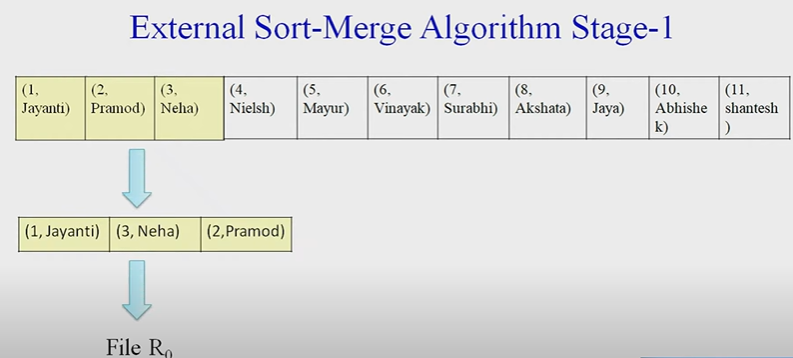 External Sort-Merge Algorithm Stage-1
(1, (2, (3, (4, (5, (6, (7, (8, (9, (10, (11,
Jayanti) Pramod) Neha) Nielsh) Mayur) Vinayak) Surabhi) Akshata) Jaya) Abhishe shantesh
k) )
(1, Jayanti) (3, Neha) (2,Pramod)
File R₀